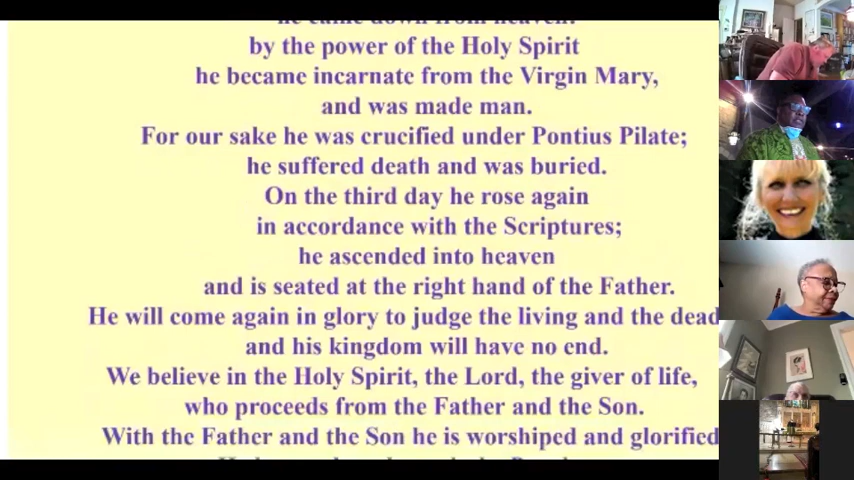 he came down from heaven:
by the power of the Holy Spirit
he became incarnate from the Virgin Mary,
and was made man.
For our sake he was crucified under Pontius Pilate;
he suffered death and was buried.
On the third day he rose again
in accordance with the Scriptures;
he ascended into heaven
and is seated at the right hand of the Father.
He will come again in glory to judge the living and the dead
and his kingdom will have no end.
We believe in the Holy Spirit, the Lord, the giver of life,
who proceeds from the Father and the Son.
With the Father and the Son he is worshiped and glorified